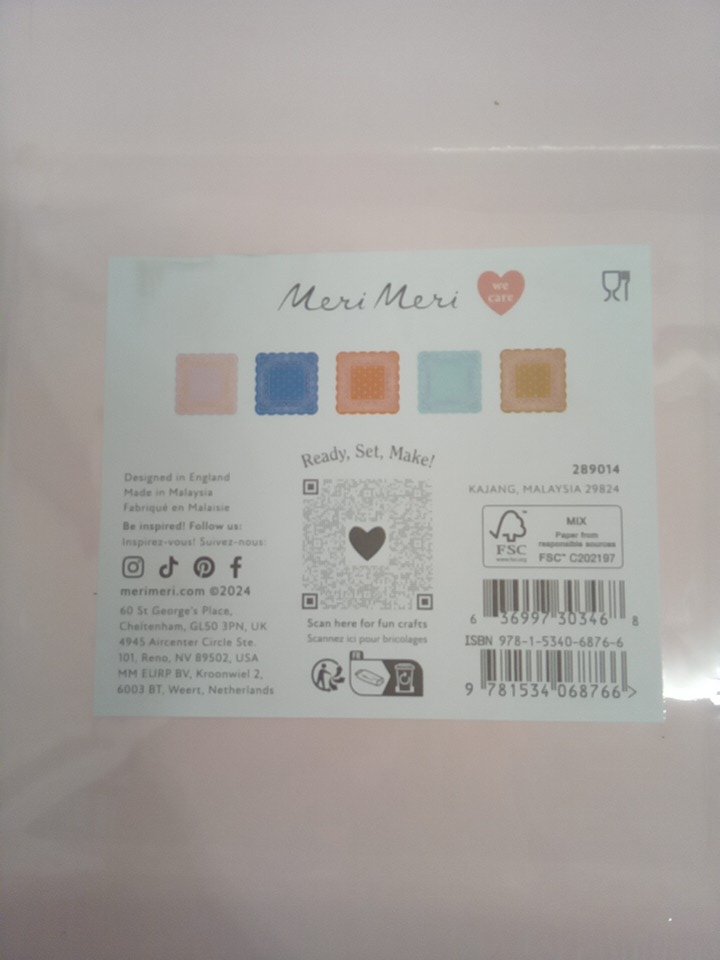 Meri Meri
we
care
Ready, Set, Make!
Designed in England
Made in Malaysia
Fabriqué en Malaisie
Be inspired! Follow us:
Inspirez-vous! Suivez-nous:
merimeri.com ©2024
60 St George's Place,
Cheltenham, GL50 3PN, UK
4945 Aircenter Circle Ste.
101, Reno, NV 89502, USA
MM EURP BV, Kroonwiel 2,
6003 BT, Weert, Netherlands
Scan here for fun crafts
Scannez ici pour bricolages
FR
289014
KAJANG, MALAYSIA 29824
FSC
www.fsc.org
MIX
Paper from
responsible sources
FSC™ C202197
6 36997 30346 8
ISBN 978-1-5340-6876-6
9 781534 068766 >